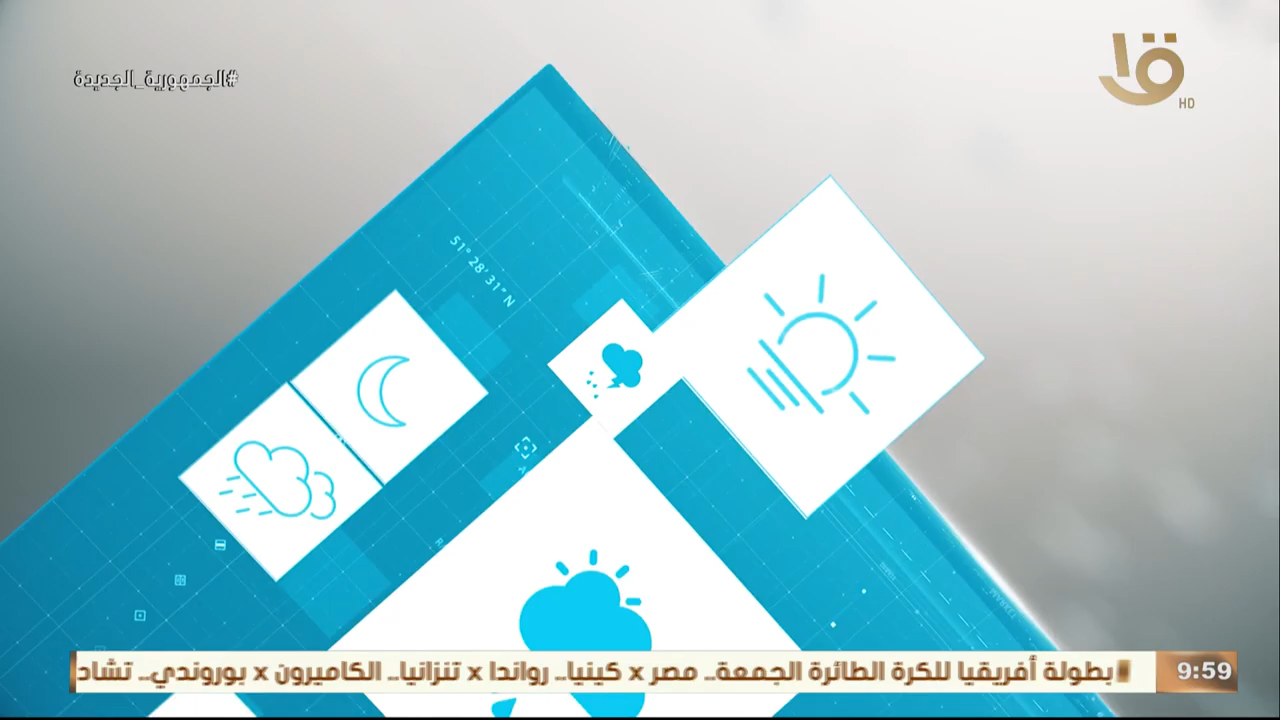 #الجمهورية_الجديدة
HD
51° 28' 31" N
بطولة أفريقيا للكرة الطائرة الجمعة.. مصر x كينيا.. رواندا x تنزانيا.. الكاميرون x بوروندي.. تشاد
9:59